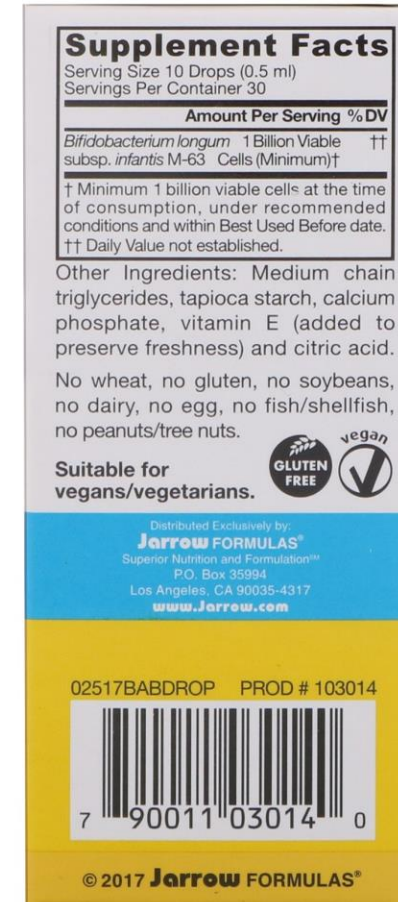 Supplement Facts
Serving Size 10 Drops (0.5 ml)
Servings Per Container 30
Amount Per Serving %DV
Bifidobacterium longum 1 Billion Viable ††
subsp. infantis M-63 Cells (Minimum)†
† Minimum 1 billion viable cells at the time
of consumption, under recommended
conditions and within Best Used Before date.
†† Daily Value not established.
Other Ingredients: Medium chain
triglycerides, tapioca starch, calcium
phosphate, vitamin E (added to
preserve freshness) and citric acid.
No wheat, no gluten, no soybeans,
no dairy, no egg, no fish/shellfish,
no peanuts/tree nuts.
Suitable for
vegans/vegetarians.
GLUTEN
FREE
vegan
Distributed Exclusively by:
Jarrow FORMULAS®
Superior Nutrition and Formulation℠
P.O. Box 35994
Los Angeles, CA 90035-4317
www.Jarrow.com
02517BABDROP PROD # 103014
7 90011 03014 0
© 2017 Jarrow FORMULAS®